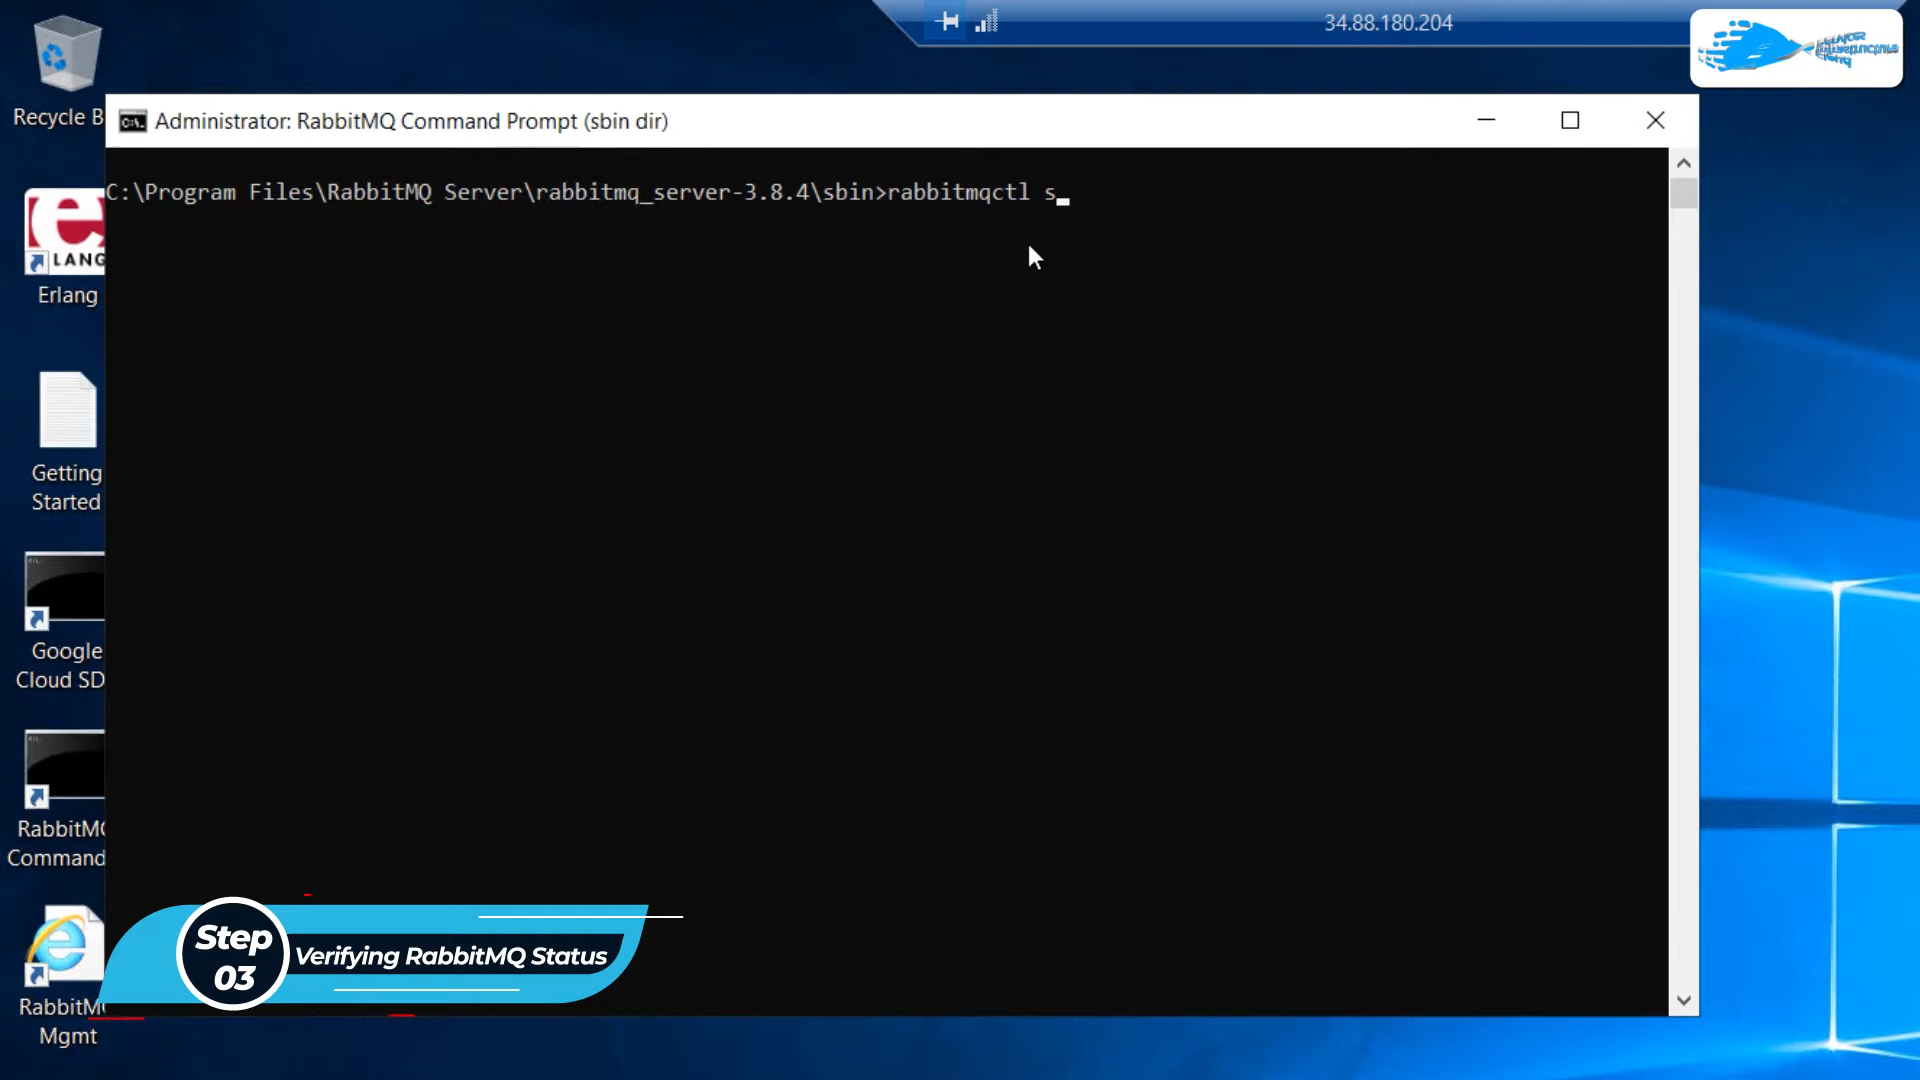 34.88.180.204
Recycle B
Administrator: RabbitMQ Command Prompt (sbin dir)
C:\Program Files\RabbitMQ Server\rabbitmq_server-3.8.4\sbin>rabbitmqctl s
LANG
Erlang
Getting
Started
Google
Cloud SD
RabbitM
Command
RabbitM
Mgmt
Step
03
Verifying RabbitMQ Status